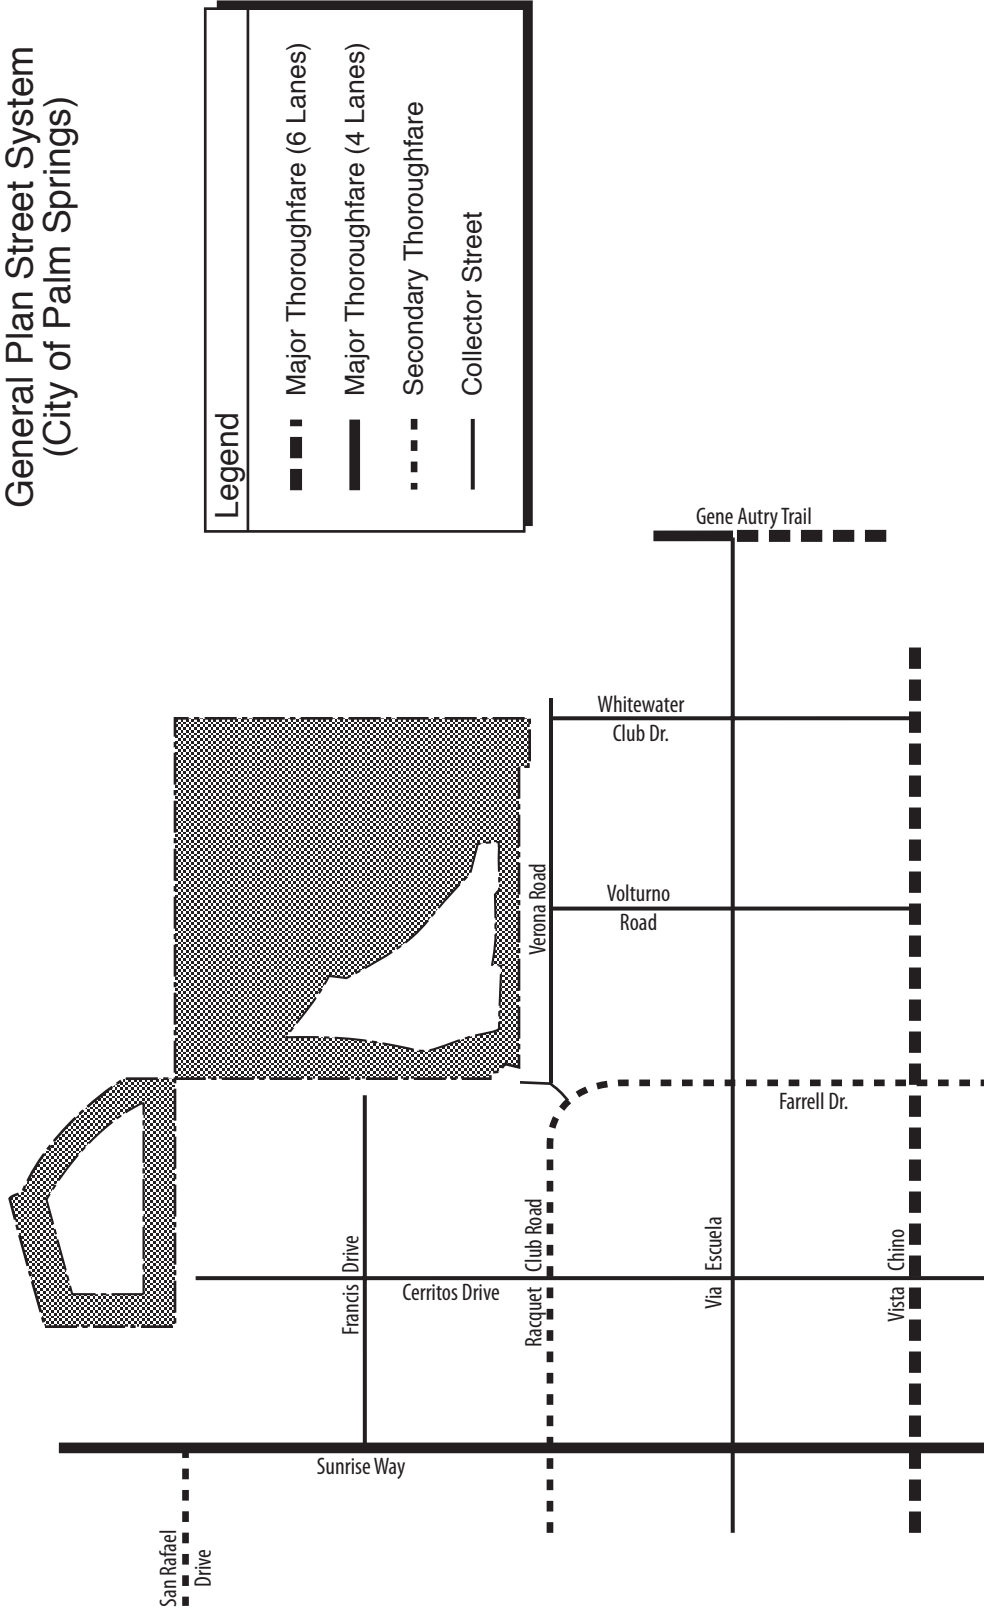 General Plan Street System
(City of Palm Springs)
Legend
Major Thoroughfare (6 Lanes)
Major Thoroughfare (4 Lanes)
Secondary Thoroughfare
Collector Street
Gene Autry Trail
Whitewater
Club Dr.
Verona Road
Volturno
Road
Farrell Dr.
Francis Drive
Cerritos Drive
Racquet Club Road
Via Escuela
Vista Chino
Sunrise Way
San Rafael
Drive